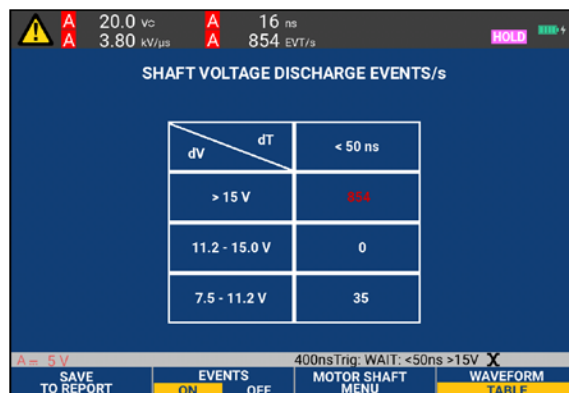 A 20.0 vc A 16 ns
A 3.80 kV/µs A 854 EVT/s
HOLD
SHAFT VOLTAGE DISCHARGE EVENTS/s
dV dT < 50 ns
> 15 V 854
11.2 - 15.0 V 0
7.5 - 11.2 V 35
A 5 V 400nsTrig: WAIT: <50ns >15V X
SAVE EVENTS MOTOR SHAFT WAVEFORM
TO REPORT ON OFF MENU TABLE